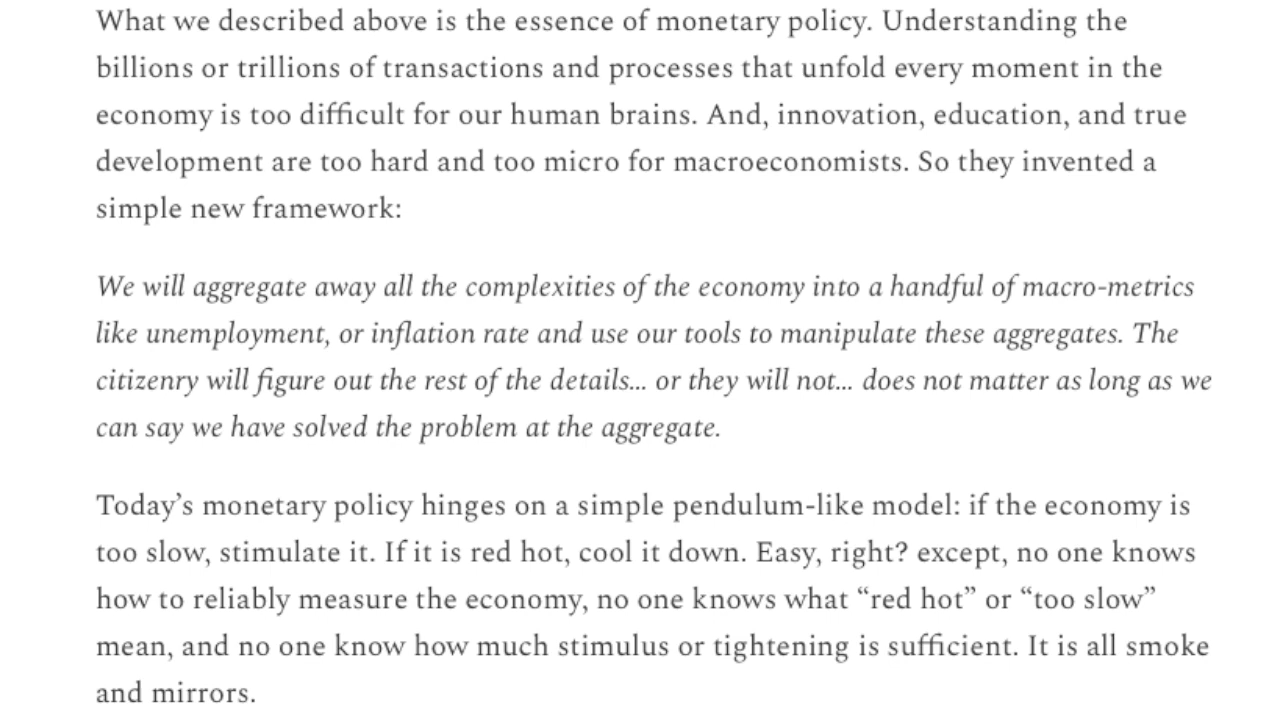 What we described above is the essence of monetary policy. Understanding the
billions or trillions of transactions and processes that unfold every moment in the
economy is too difficult for our human brains. And, innovation, education, and true
development are too hard and too micro for macroeconomists. So they invented a
simple new framework:
We will aggregate away all the complexities of the economy into a handful of macro-metrics
like unemployment, or inflation rate and use our tools to manipulate these aggregates. The
citizenry will figure out the rest of the details… or they will not… does not matter as long as we
can say we have solved the problem at the aggregate.
Today’s monetary policy hinges on a simple pendulum-like model: if the economy is
too slow, stimulate it. If it is red hot, cool it down. Easy, right? except, no one knows
how to reliably measure the economy, no one knows what “red hot” or “too slow”
mean, and no one know how much stimulus or tightening is sufficient. It is all smoke
and mirrors.